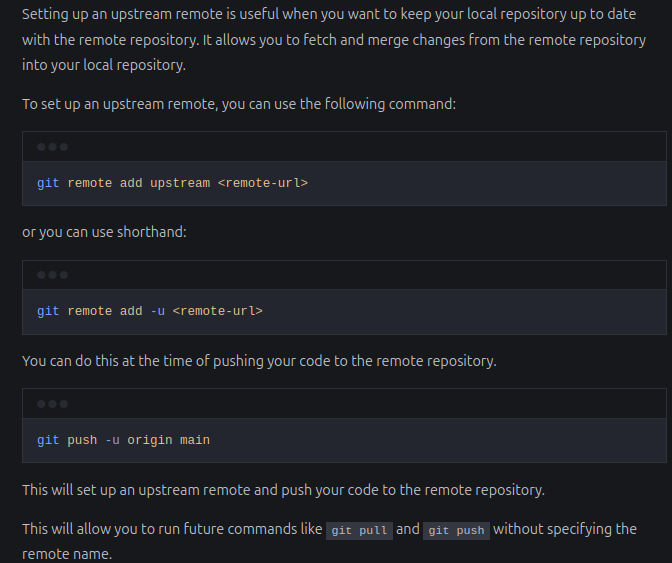 Setting up an upstream remote is useful when you want to keep your local repository up to date
with the remote repository. It allows you to fetch and merge changes from the remote repository
into your local repository.
To set up an upstream remote, you can use the following command:
git remote add upstream <remote-url>
or you can use shorthand:
git remote add -u <remote-url>
You can do this at the time of pushing your code to the remote repository.
git push -u origin main
This will set up an upstream remote and push your code to the remote repository.
This will allow you to run future commands like git pull and git push without specifying the
remote name.